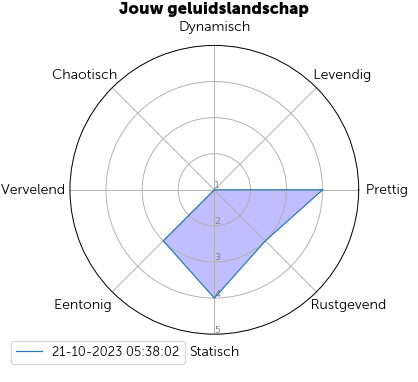 Jouw geluidslandschap
Dynamisch
Chaotisch
Levendig
Vervelend
1
Prettig
2
3
4
Eentonig
Rustgevend
5
21-10-2023 05:38:02
Statisch